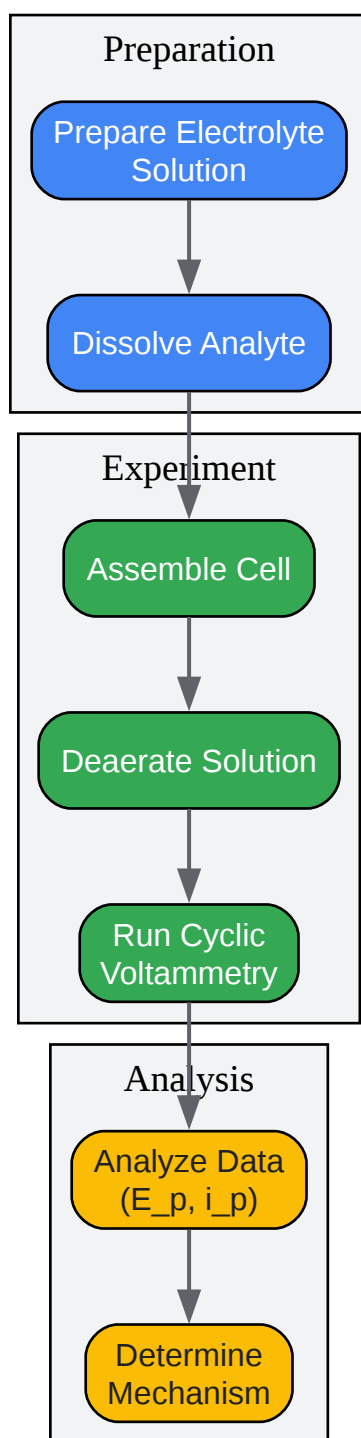 Preparation
Prepare Electrolyte
Solution
Dissolve Analyte
Experiment
Assemble Cell
Deaerate Solution
Run Cyclic
Voltammetry
Analysis
Analyze Data
(E_p, i_p)
Determine
Mechanism